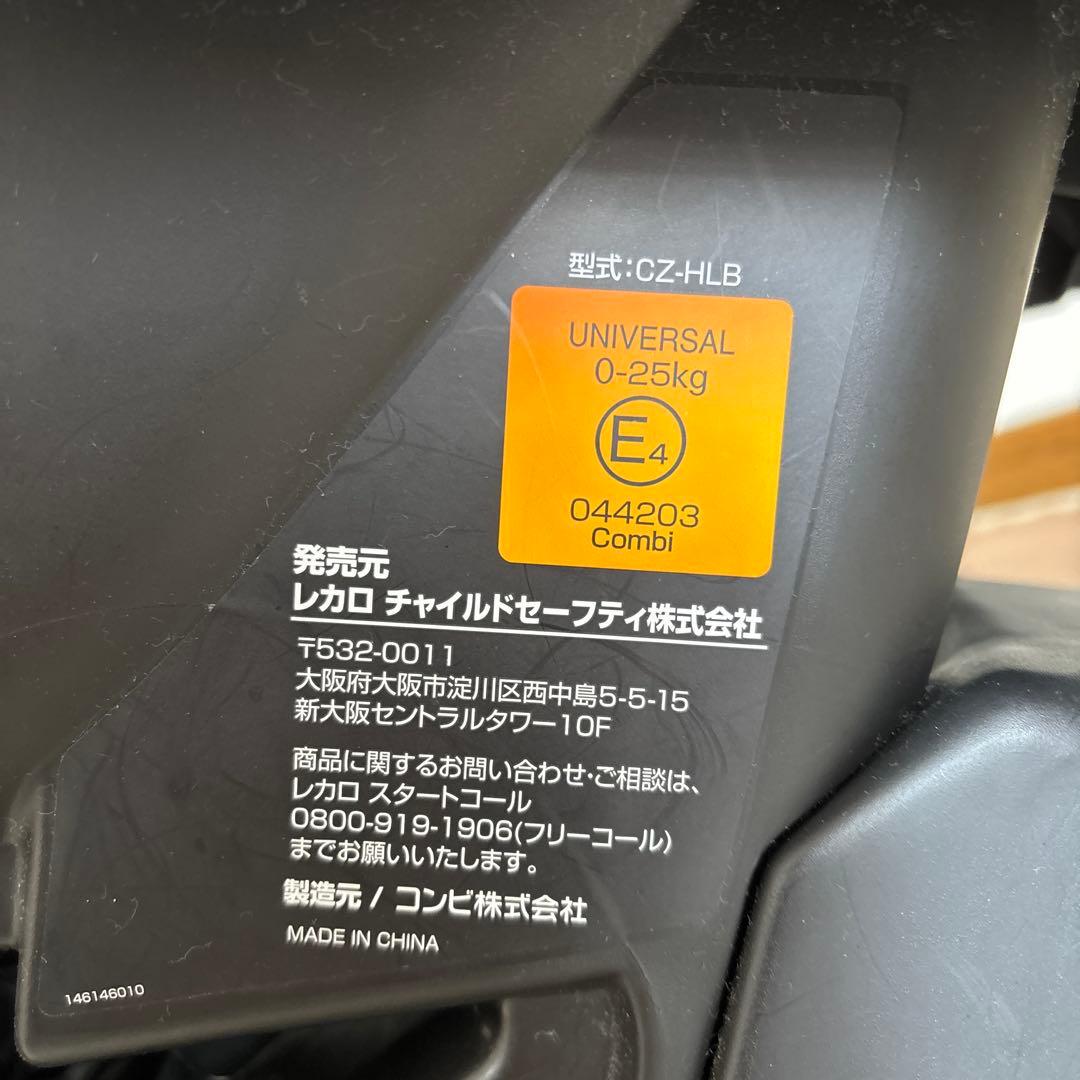 型式：CZ-HLB
UNIVERSAL
0-25kg
E4
044203
Combi
発売元
レカロ チャイルドセーフティ株式会社
〒532-0011
大阪府大阪市淀川区西中島5-5-15
新大阪セントラルタワー10F
商品に関するお問い合わせ・ご相談は、
レカロ スタートコール
0800-919-1906(フリーコール)
までお願いいたします。
製造元 / コンビ株式会社
MADE IN CHINA
146146010